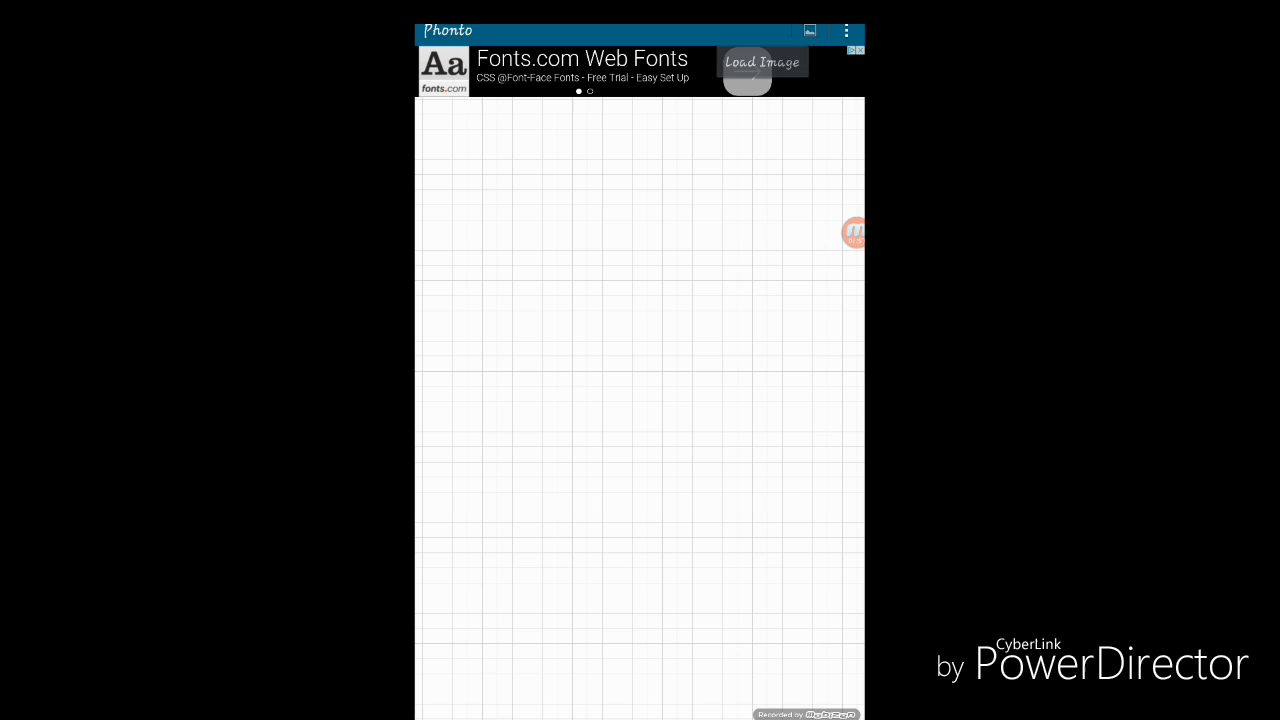 Phonto
Aa
fonts.com
Fonts.com Web Fonts
CSS @Font-Face Fonts - Free Trial - Easy Set Up
Load Image
Recorded by mobizen
CyberLink
by PowerDirector